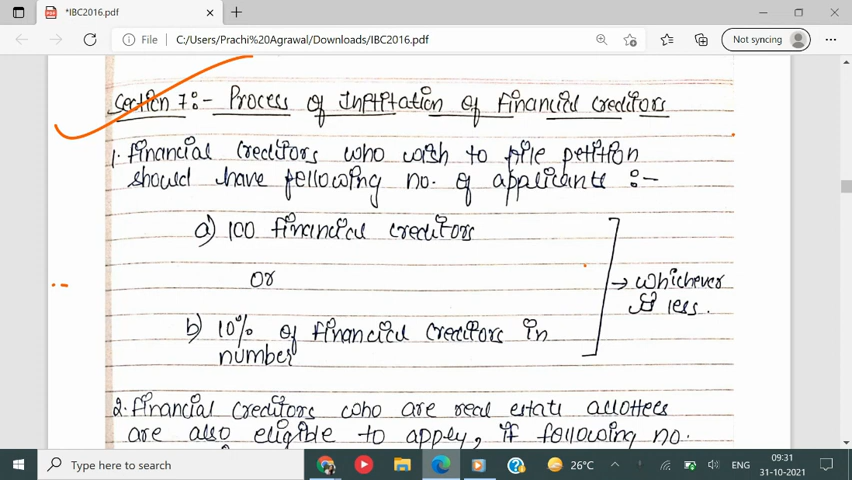 *IBC2016.pdf
File C:/Users/Prachi%20Agrawal/Downloads/IBC2016.pdf Not syncing
Section 7:- Process of Inptitation of financial creditors
1. financial creditors who wish to file petition
should have following no. of applicants :-
a) 100 financial creditors
or
→ whichever
is less.
b) 10% of financial creditors in
number
2. financial creditors who are real estate allottees
are also eligible to apply, if following no.
Type here to search 26°C ENG 09:31
31-10-2021